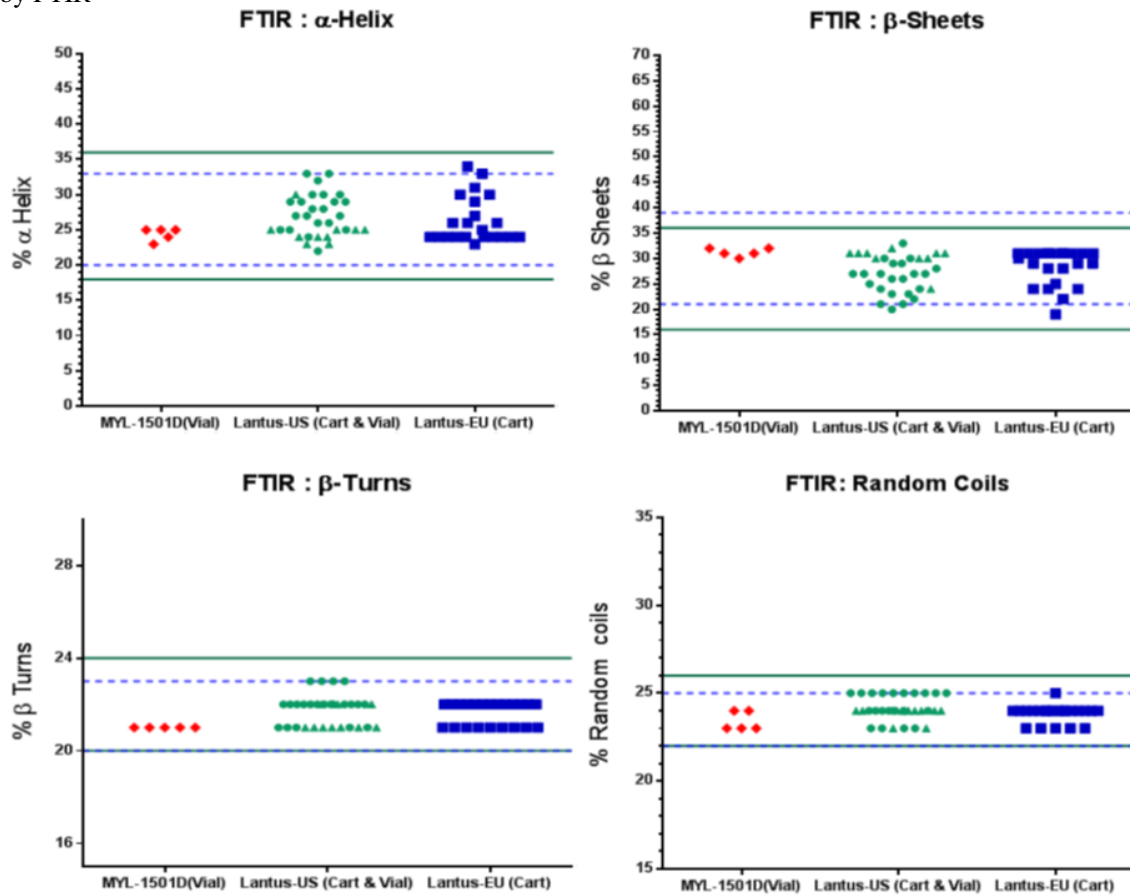 by FTIR
FTIR : α-Helix
% α Helix
50
45
40
35
30
25
20
15
10
5
0
MYL-1501D(Vial) Lantus-US (Cart & Vial) Lantus-EU (Cart)
FTIR : β-Sheets
% β Sheets
70
65
60
55
50
45
40
35
30
25
20
15
10
5
0
MYL-1501D(Vial) Lantus-US (Cart & Vial) Lantus-EU (Cart)
FTIR : β-Turns
% β Turns
28
24
20
16
MYL-1501D(Vial) Lantus-US (Cart & Vial) Lantus-EU (Cart)
FTIR: Random Coils
% Random coils
35
30
25
20
15
MYL-1501D(Vial) Lantus-US (Cart & Vial) Lantus-EU (Cart)